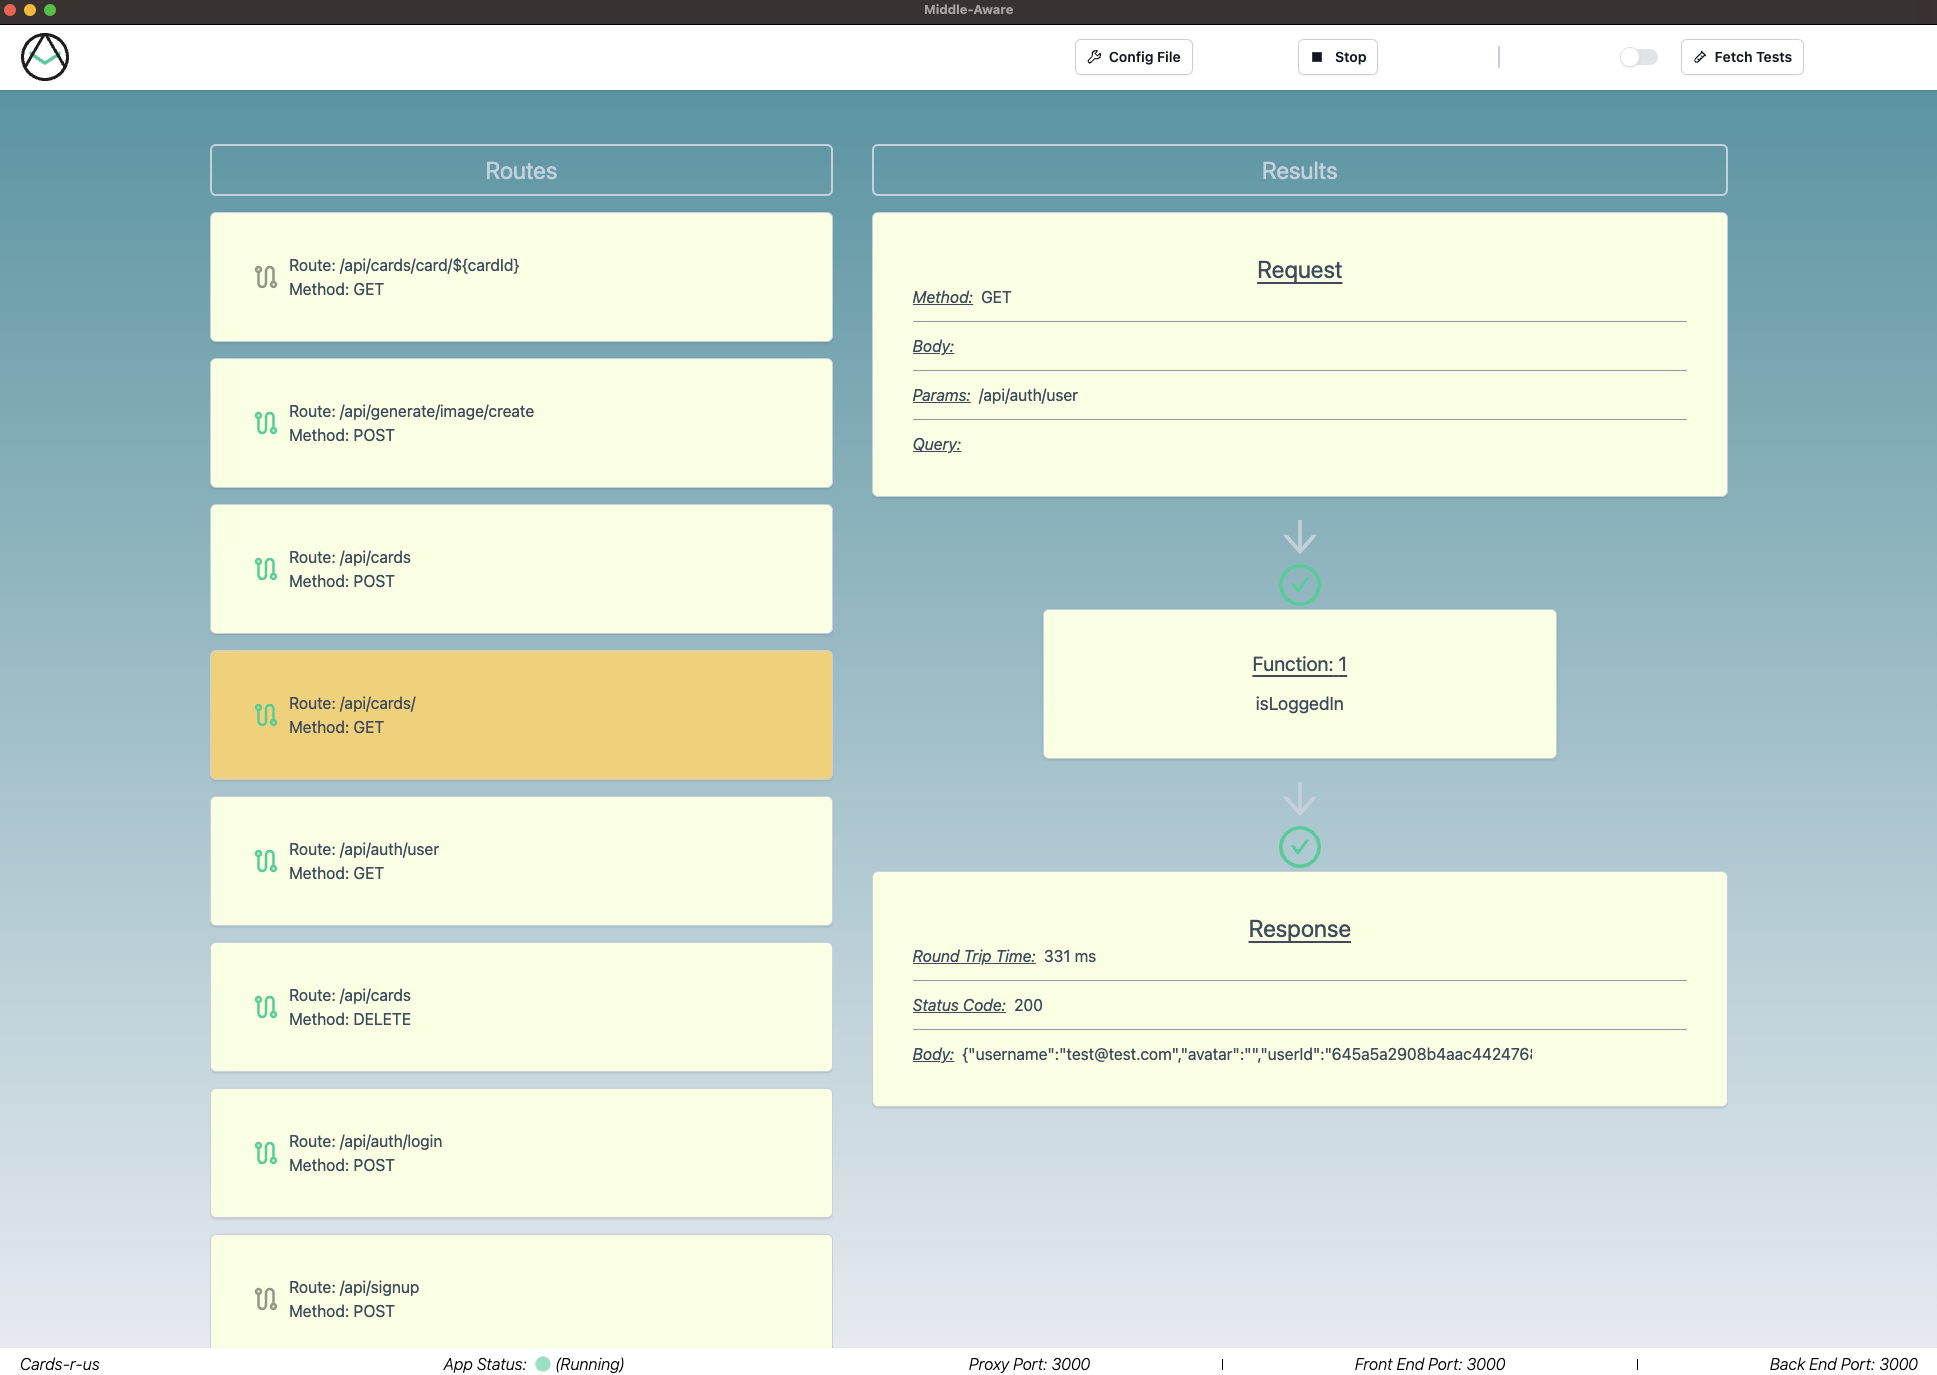 Middle-Aware
Config File
Stop
Fetch Tests
Routes
Route: /api/cards/card/${cardId}
Method: GET
Route: /api/generate/image/create
Method: POST
Route: /api/cards
Method: POST
Route: /api/cards/
Method: GET
Route: /api/auth/user
Method: GET
Route: /api/cards
Method: DELETE
Route: /api/auth/login
Method: POST
Route: /api/signup
Method: POST
Results
Request
Method: GET
Body:
Params: /api/auth/user
Query:
Function: 1
isLoggedIn
Response
Round Trip Time: 331 ms
Status Code: 200
Body: {"username":"test@test.com","avatar":"","userId":"645a5a2908b4aac442476
Cards-r-us
App Status: (Running)
Proxy Port: 3000
Front End Port: 3000
Back End Port: 3000